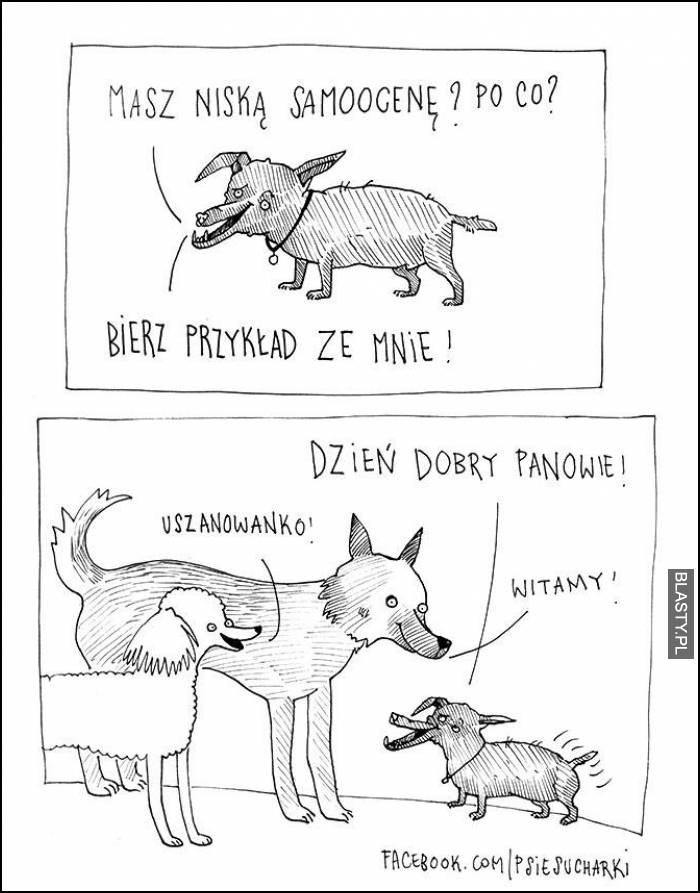 MASZ NISKĄ SAMOOCENĘ? PO CO?
BIERZ PRZYKŁAD ZE MNIE!
DZIEŃ DOBRY PANOWIE!
USZANOWANKO!
WITAMY!
BLASTY.PL
FACEBOOK.COM/PSIESUCHARKI